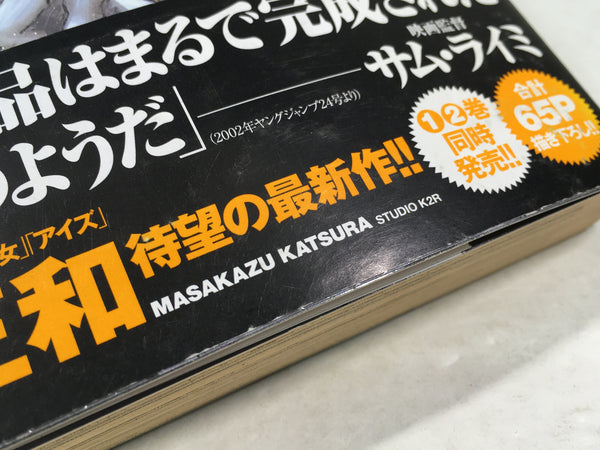 品はまるで完成された
のようだ」
映画監督
サム・ライミ
(2002年ヤングジャンプ24号より)
①②巻
同時
発売!!
合計
65P
描き下ろし!!
女」「アイズ」
正和
待望の最新作!!
MASAKAZU KATSURA STUDIO K2R